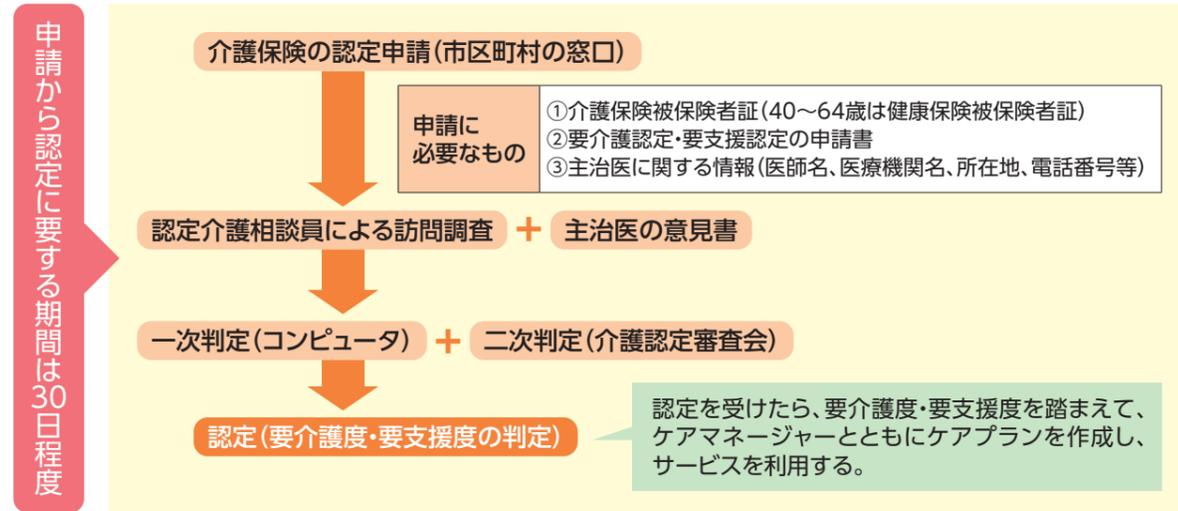 申請から認定に要する期間は30日程度
介護保険の認定申請(市区町村の窓口)
申請に
必要なもの
①介護保険被保険者証(40〜64歳は健康保険被保険者証)
②要介護認定・要支援認定の申請書
③主治医に関する情報(医師名、医療機関名、所在地、電話番号等)
認定介護相談員による訪問調査 + 主治医の意見書
一次判定(コンピュータ) + 二次判定(介護認定審査会)
認定(要介護度・要支援度の判定)
認定を受けたら、要介護度・要支援度を踏まえて、
ケアマネージャーとともにケアプランを作成し、
サービスを利用する。